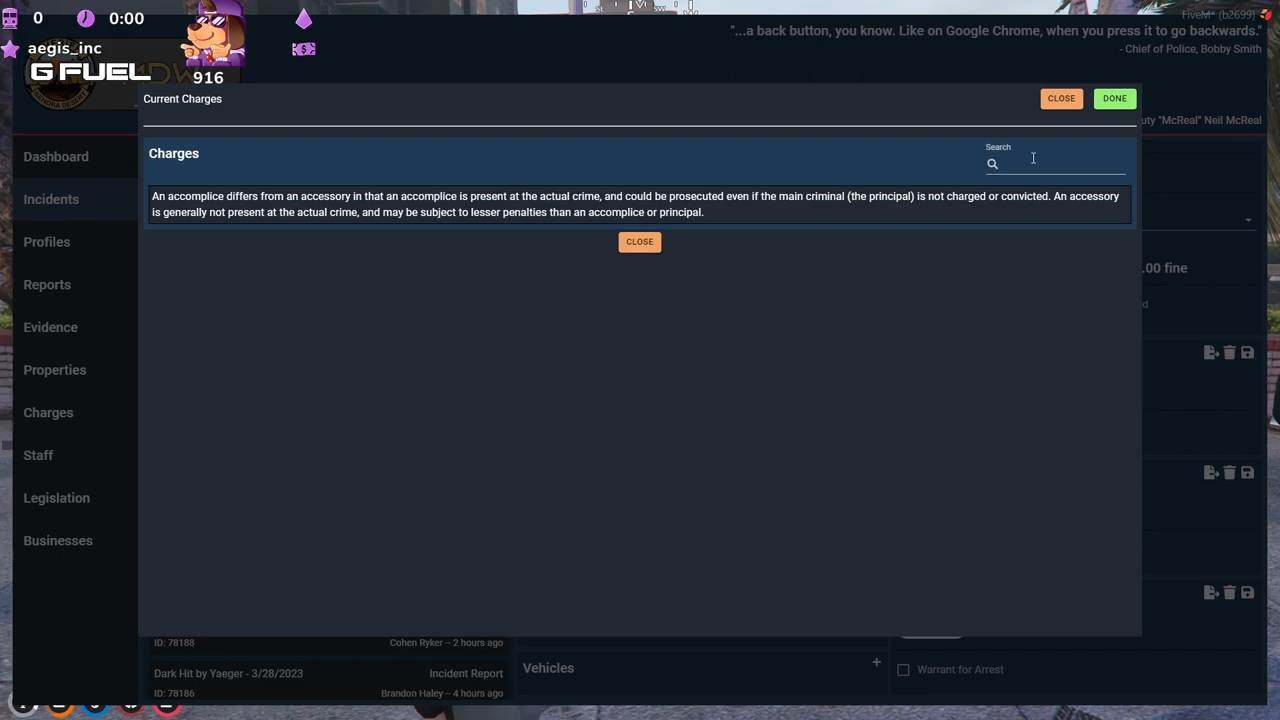 0
0:00
aegis_inc
G FUEL
916
FiveM* (b2699)
"...a back button, you know. Like on Google Chrome, when you press it to go backwards."
- Chief of Police, Bobby Smith
uty "McReal" Neil McReal
Current Charges
CLOSE
DONE
Charges
Search
An accomplice differs from an accessory in that an accomplice is present at the actual crime, and could be prosecuted even if the main criminal (the principal) is not charged or convicted. An accessory
is generally not present at the actual crime, and may be subject to lesser penalties than an accomplice or principal.
CLOSE
Dashboard
Incidents
Profiles
Reports
Evidence
Properties
Charges
Staff
Legislation
Businesses
.00 fine
d
ID: 78188
Cohen Ryker – 2 hours ago
Dark Hit by Yaeger - 3/28/2023
Incident Report
ID: 78186
Brandon Haley – 4 hours ago
Vehicles
+
Warrant for Arrest